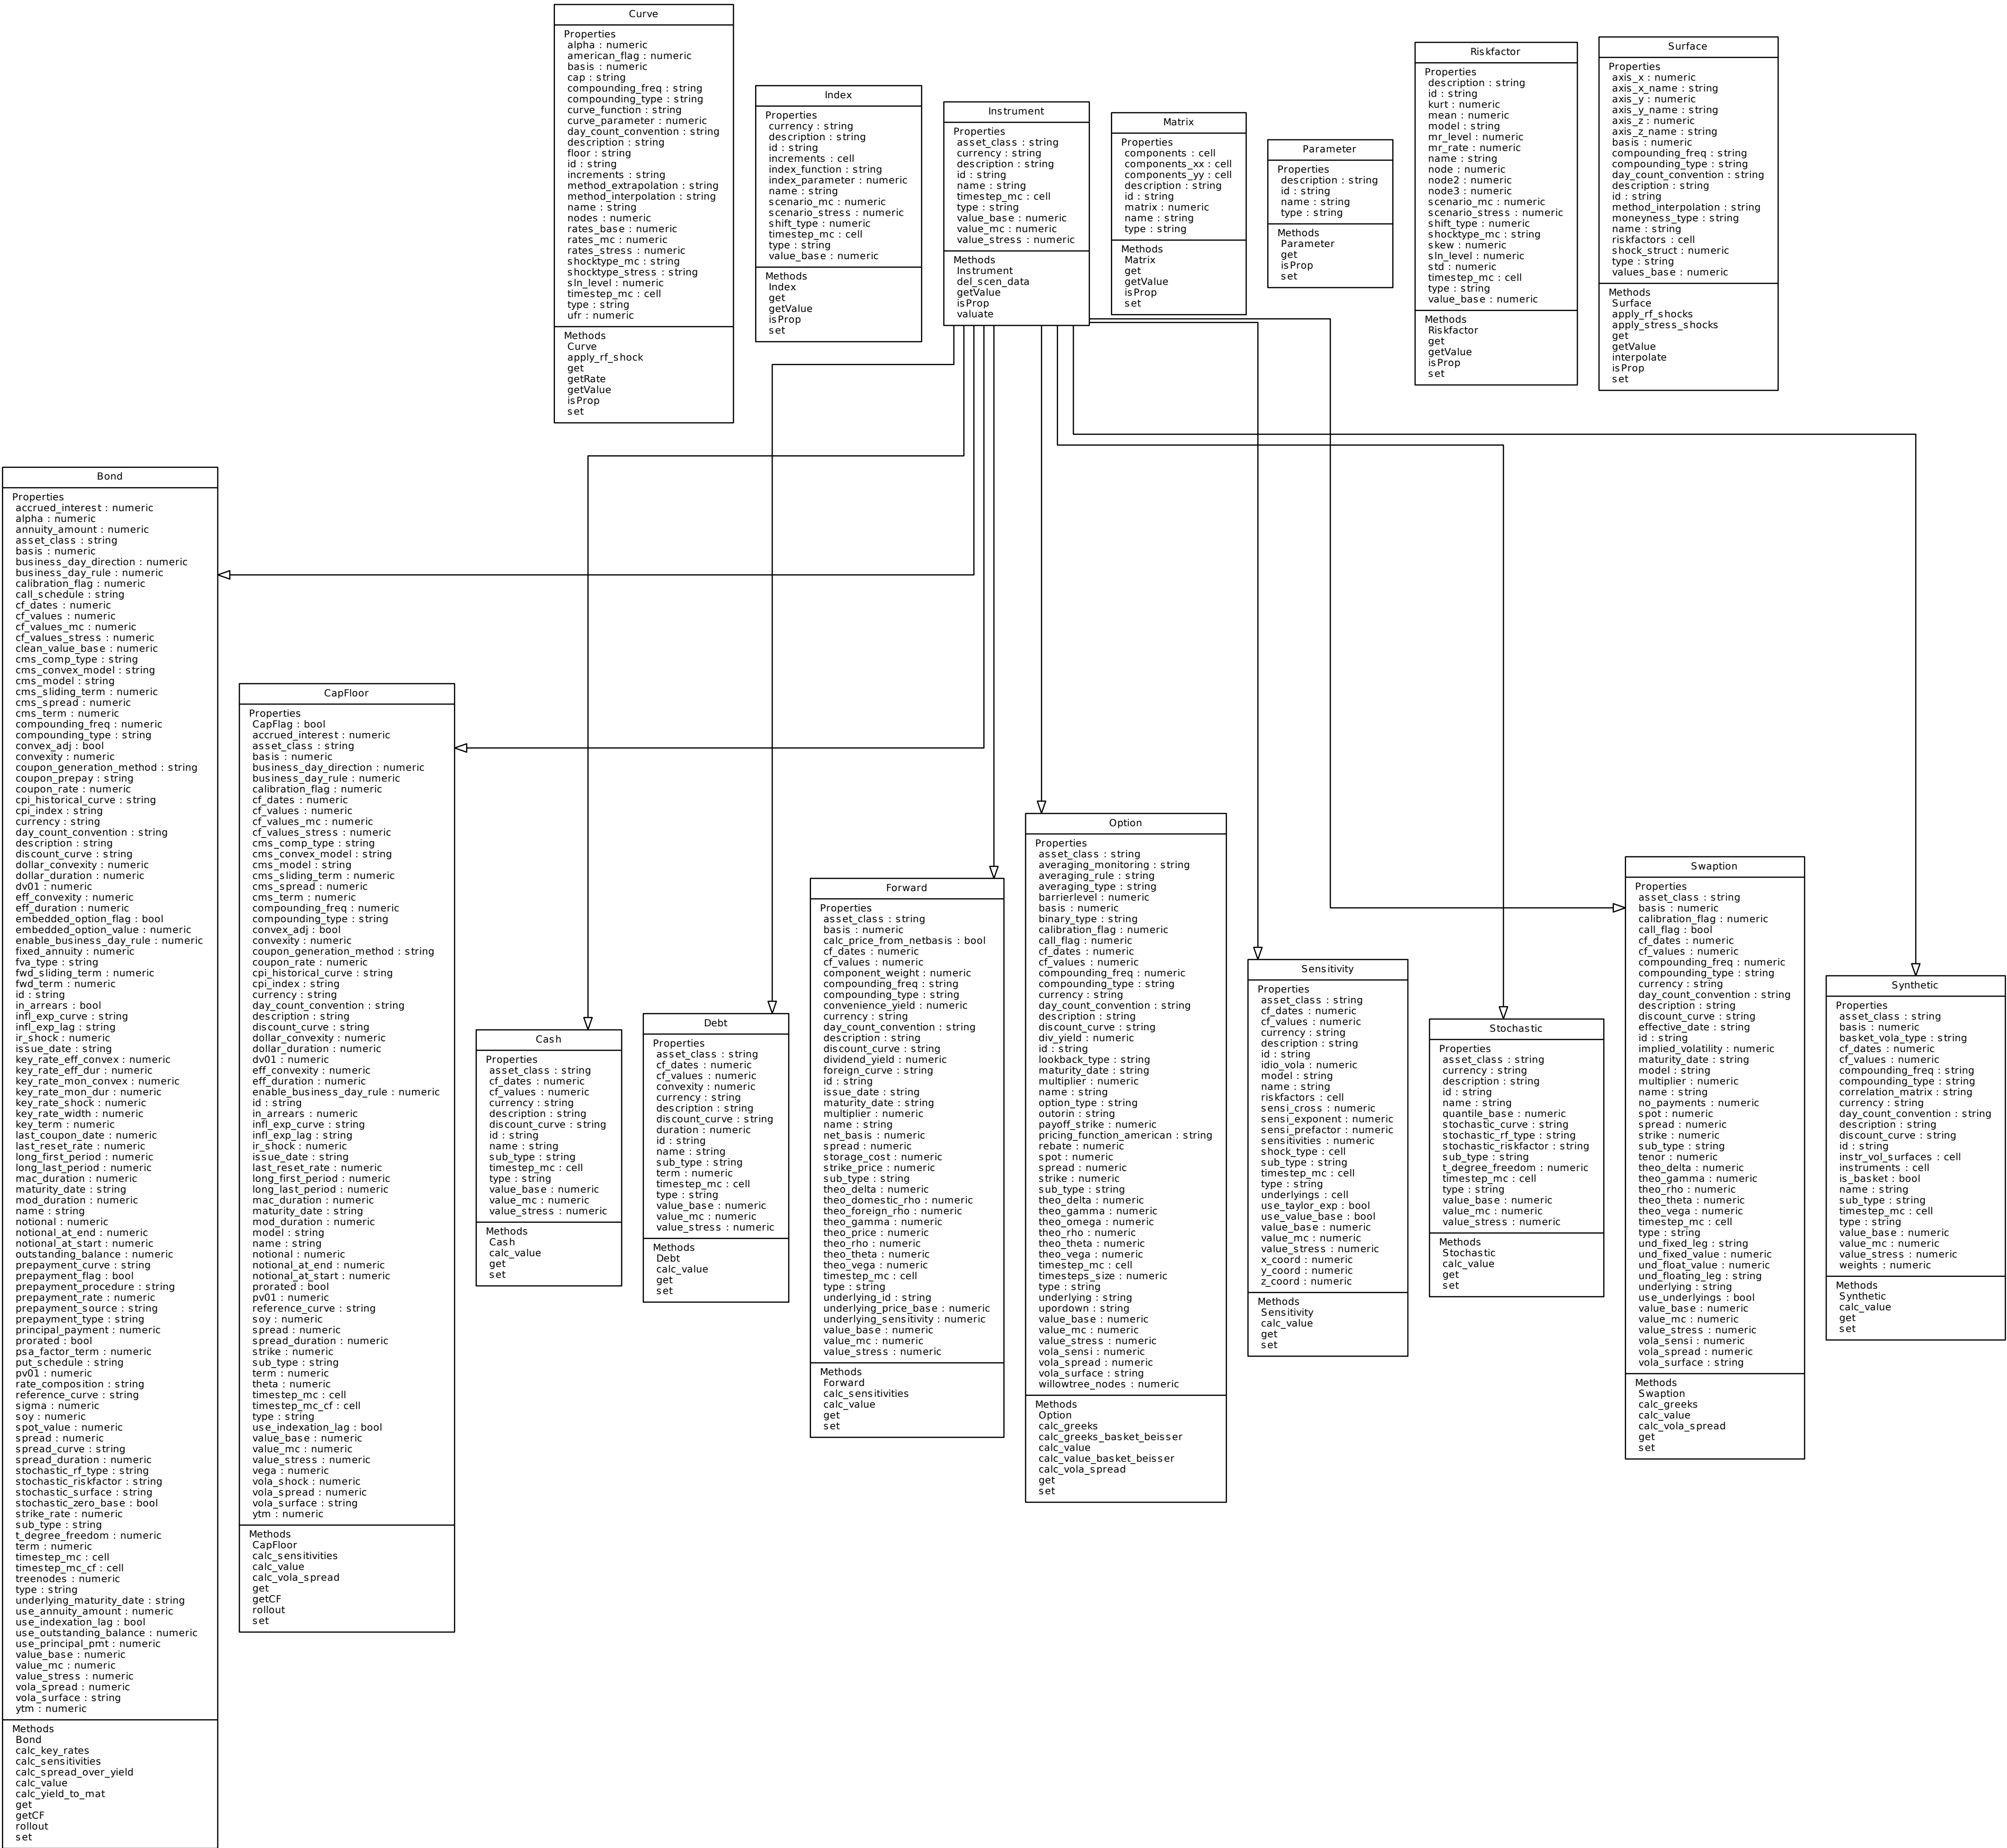 Curve
Properties
alpha : numeric
american_flag : numeric
basis : numeric
cap : string
compounding_freq : string
compounding_type : string
curve_function : string
curve_parameter : numeric
day_count_convention : string
description : string
floor : string
id : string
increments : string
method_extrapolation : string
method_interpolation : string
name : string
nodes : numeric
rates_base : numeric
rates_mc : numeric
rates_stress : numeric
shocktype_mc : string
shocktype_stress : string
sln_level : numeric
timestep_mc : cell
type : string
ufr : numeric
Methods
Curve
apply_rf_shock
get
getRate
getValue
isProp
set
Index
Properties
currency : string
description : string
id : string
increments : cell
index_function : string
index_parameter : numeric
name : string
scenario_mc : numeric
scenario_stress : numeric
shift_type : numeric
timestep_mc : cell
type : string
value_base : numeric
Methods
Index
get
getValue
isProp
set
Instrument
Properties
asset_class : string
currency : string
description : string
id : string
name : string
timestep_mc : cell
type : string
value_base : numeric
value_mc : numeric
value_stress : numeric
Methods
Instrument
del_scen_data
getValue
isProp
valuate
Matrix
Properties
components : cell
components_xx : cell
components_yy : cell
description : string
id : string
matrix : numeric
name : string
type : string
Methods
Matrix
get
getValue
isProp
set
Parameter
Properties
description : string
id : string
name : string
type : string
Methods
Parameter
get
isProp
set
Riskfactor
Properties
description : string
id : string
kurt : numeric
mean : numeric
model : string
mr_level : numeric
mr_rate : numeric
name : string
node : numeric
node2 : numeric
node3 : numeric
scenario_mc : numeric
scenario_stress : numeric
shift_type : numeric
shocktype_mc : string
skew : numeric
sln_level : numeric
std : numeric
timestep_mc : cell
type : string
value_base : numeric
Methods
Riskfactor
get
getValue
isProp
set
Surface
Properties
axis_x : numeric
axis_x_name : string
axis_y : numeric
axis_y_name : string
axis_z : numeric
axis_z_name : string
basis : numeric
compounding_freq : string
compounding_type : string
day_count_convention : string
description : string
id : string
method_interpolation : string
moneyness_type : string
name : string
riskfactors : cell
shock_struct : numeric
type : string
values_base : numeric
Methods
Surface
apply_rf_shocks
apply_stress_shocks
get
getValue
interpolate
isProp
set
Bond
Properties
accrued_interest : numeric
alpha : numeric
annuity_amount : numeric
asset_class : string
basis : numeric
business_day_direction : numeric
business_day_rule : numeric
calibration_flag : numeric
call_schedule : string
cf_dates : numeric
cf_values : numeric
cf_values_mc : numeric
cf_values_stress : numeric
clean_value_base : numeric
cms_comp_type : string
cms_convex_model : string
cms_model : string
cms_sliding_term : numeric
cms_spread : numeric
cms_term : numeric
compounding_freq : numeric
compounding_type : string
convex_adj : bool
convexity : numeric
coupon_generation_method : string
coupon_prepay : string
coupon_rate : numeric
cpi_historical_curve : string
cpi_index : string
currency : string
day_count_convention : string
description : string
discount_curve : string
dollar_convexity : numeric
dollar_duration : numeric
dv01 : numeric
eff_convexity : numeric
eff_duration : numeric
embedded_option_flag : bool
embedded_option_value : numeric
enable_business_day_rule : numeric
fixed_annuity : numeric
fva_type : string
fwd_sliding_term : numeric
fwd_term : numeric
id : string
in_arrears : bool
infl_exp_curve : string
infl_exp_lag : string
ir_shock : numeric
issue_date : string
key_rate_eff_convex : numeric
key_rate_eff_dur : numeric
key_rate_mon_convex : numeric
key_rate_mon_dur : numeric
key_rate_shock : numeric
key_rate_width : numeric
key_term : numeric
last_coupon_date : numeric
last_reset_rate : numeric
long_first_period : numeric
long_last_period : numeric
mac_duration : numeric
maturity_date : string
mod_duration : numeric
name : string
notional : numeric
notional_at_end : numeric
notional_at_start : numeric
outstanding_balance : numeric
prepayment_curve : string
prepayment_flag : bool
prepayment_procedure : string
prepayment_rate : numeric
prepayment_source : string
prepayment_type : string
principal_payment : numeric
prorated : bool
psa_factor_term : numeric
put_schedule : string
pv01 : numeric
rate_composition : string
reference_curve : string
sigma : numeric
soy : numeric
spot_value : numeric
spread : numeric
spread_curve : string
spread_duration : numeric
stochastic_rf_type : string
stochastic_riskfactor : string
stochastic_surface : string
stochastic_zero_base : bool
strike_rate : numeric
sub_type : string
t_degree_freedom : numeric
term : numeric
timestep_mc : cell
timestep_mc_cf : cell
treenodes : numeric
type : string
underlying_maturity_date : string
use_annuity_amount : numeric
use_indexation_lag : bool
use_outstanding_balance : numeric
use_principal_pmt : numeric
value_base : numeric
value_mc : numeric
value_stress : numeric
vola_spread : numeric
vola_surface : string
ytm : numeric
Methods
Bond
calc_key_rates
calc_sensitivities
calc_spread_over_yield
calc_value
calc_yield_to_mat
get
getCF
rollout
set
CapFloor
Properties
CapFlag : bool
accrued_interest : numeric
asset_class : string
basis : numeric
business_day_direction : numeric
business_day_rule : numeric
calibration_flag : numeric
cf_dates : numeric
cf_values : numeric
cf_values_mc : numeric
cf_values_stress : numeric
cms_comp_type : string
cms_convex_model : string
cms_model : string
cms_sliding_term : numeric
cms_spread : numeric
cms_term : numeric
compounding_freq : numeric
compounding_type : string
convex_adj : bool
convexity : numeric
coupon_generation_method : string
coupon_rate : numeric
cpi_historical_curve : string
cpi_index : string
currency : string
day_count_convention : string
description : string
discount_curve : string
dollar_convexity : numeric
dollar_duration : numeric
dv01 : numeric
eff_convexity : numeric
eff_duration : numeric
enable_business_day_rule : numeric
id : string
in_arrears : numeric
infl_exp_curve : string
infl_exp_lag : string
ir_shock : numeric
issue_date : string
last_reset_rate : numeric
long_first_period : numeric
long_last_period : numeric
mac_duration : numeric
maturity_date : string
mod_duration : numeric
model : string
name : string
notional : numeric
notional_at_end : numeric
notional_at_start : numeric
prorated : bool
pv01 : numeric
reference_curve : string
soy : numeric
spread : numeric
spread_duration : numeric
strike : numeric
sub_type : string
term : numeric
theta : numeric
timestep_mc : cell
timestep_mc_cf : cell
type : string
use_indexation_lag : bool
value_base : numeric
value_mc : numeric
value_stress : numeric
vega : numeric
vola_shock : numeric
vola_spread : numeric
vola_surface : string
ytm : numeric
Methods
CapFloor
calc_sensitivities
calc_value
calc_vola_spread
get
getCF
rollout
set
Cash
Properties
asset_class : string
cf_dates : numeric
cf_values : numeric
currency : string
description : string
discount_curve : string
id : string
name : string
sub_type : string
timestep_mc : cell
type : string
value_base : numeric
value_mc : numeric
value_stress : numeric
Methods
Cash
calc_value
get
set
Debt
Properties
asset_class : string
cf_dates : numeric
cf_values : numeric
convexity : numeric
currency : string
description : string
discount_curve : string
duration : numeric
id : string
name : string
sub_type : string
term : numeric
timestep_mc : cell
type : string
value_base : numeric
value_mc : numeric
value_stress : numeric
Methods
Debt
calc_value
get
set
Forward
Properties
asset_class : string
basis : numeric
calc_price_from_netbasis : bool
cf_dates : numeric
cf_values : numeric
component_weight : numeric
compounding_freq : string
compounding_type : string
convenience_yield : numeric
currency : string
day_count_convention : string
description : string
discount_curve : string
dividend_yield : numeric
foreign_curve : string
id : string
issue_date : string
maturity_date : string
multiplier : numeric
name : string
net_basis : numeric
spread : numeric
storage_cost : numeric
strike_price : numeric
sub_type : string
theo_delta : numeric
theo_domestic_rho : numeric
theo_foreign_rho : numeric
theo_gamma : numeric
theo_price : numeric
theo_rho : numeric
theo_theta : numeric
theo_vega : numeric
timestep_mc : cell
type : string
underlying_id : string
underlying_price_base : numeric
underlying_sensitivity : numeric
value_base : numeric
value_mc : numeric
value_stress : numeric
Methods
Forward
calc_sensitivities
calc_value
get
set
Option
Properties
asset_class : string
averaging_monitoring : string
averaging_rule : string
averaging_type : string
barrierlevel : numeric
basis : numeric
binary_type : string
calibration_flag : numeric
call_flag : numeric
cf_dates : numeric
cf_values : numeric
compounding_freq : numeric
compounding_type : string
currency : string
day_count_convention : string
description : string
discount_curve : string
div_yield : numeric
id : string
lookback_type : string
maturity_date : string
multiplier : numeric
name : string
option_type : string
outorin : string
payoff_strike : numeric
pricing_function_american : string
rebate : numeric
spot : numeric
spread : numeric
strike : numeric
sub_type : string
theo_delta : numeric
theo_gamma : numeric
theo_omega : numeric
theo_rho : numeric
theo_theta : numeric
theo_vega : numeric
timestep_mc : cell
timesteps_size : numeric
type : string
underlying : string
upordown : string
value_base : numeric
value_mc : numeric
value_stress : numeric
vola_sensi : numeric
vola_spread : numeric
vola_surface : string
willowtree_nodes : numeric
Methods
Option
calc_greeks
calc_greeks_basket_beisser
calc_value
calc_value_basket_beisser
calc_vola_spread
get
set
Sensitivity
Properties
asset_class : string
cf_dates : numeric
cf_values : numeric
currency : string
description : string
id : string
idio_vola : numeric
model : string
name : string
riskfactors : cell
sensi_cross : numeric
sensi_exponent : numeric
sensi_prefactor : numeric
sensitivities : numeric
shock_type : cell
sub_type : string
timestep_mc : cell
type : string
underlyings : cell
use_taylor_exp : bool
use_value_base : bool
value_base : numeric
value_mc : numeric
value_stress : numeric
x_coord : numeric
y_coord : numeric
z_coord : numeric
Methods
Sensitivity
calc_value
get
set
Stochastic
Properties
asset_class : string
currency : string
description : string
id : string
name : string
quantile_base : numeric
stochastic_curve : string
stochastic_rf_type : string
stochastic_riskfactor : string
sub_type : string
t_degree_freedom : numeric
timestep_mc : cell
type : string
value_base : numeric
value_mc : numeric
value_stress : numeric
Methods
Stochastic
calc_value
get
set
Swaption
Properties
asset_class : string
basis : numeric
calibration_flag : numeric
call_flag : bool
cf_dates : numeric
cf_values : numeric
compounding_freq : numeric
compounding_type : string
currency : string
day_count_convention : string
description : string
discount_curve : string
effective_date : string
id : string
implied_volatility : numeric
maturity_date : string
model : string
multiplier : numeric
name : string
no_payments : numeric
spot : numeric
spread : numeric
strike : numeric
sub_type : string
tenor : numeric
theo_delta : numeric
theo_gamma : numeric
theo_rho : numeric
theo_theta : numeric
theo_vega : numeric
timestep_mc : cell
type : string
und_fixed_leg : string
und_fixed_value : numeric
und_float_value : numeric
und_floating_leg : string
underlying : string
use_underlyings : bool
value_base : numeric
value_mc : numeric
value_stress : numeric
vola_sensi : numeric
vola_spread : numeric
vola_surface : string
Methods
Swaption
calc_greeks
calc_value
calc_vola_spread
get
set
Synthetic
Properties
asset_class : string
basis : numeric
basket_vola_type : string
cf_dates : numeric
cf_values : numeric
compounding_freq : string
compounding_type : string
correlation_matrix : string
currency : string
day_count_convention : string
description : string
discount_curve : string
id : string
instr_vol_surfaces : cell
instruments : cell
is_basket : bool
name : string
sub_type : string
timestep_mc : cell
type : string
value_base : numeric
value_mc : numeric
value_stress : numeric
weights : numeric
Methods
Synthetic
calc_value
get
set